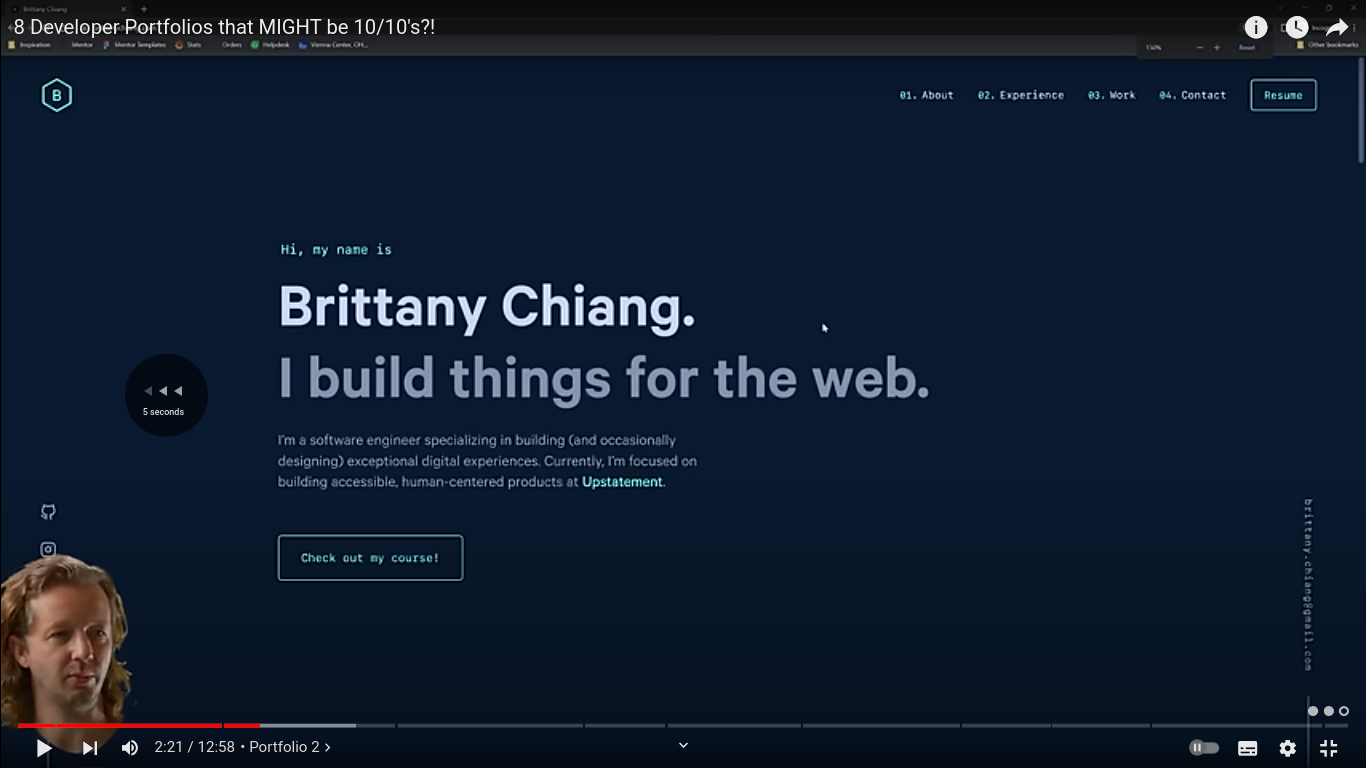 Brittany Chiang
8 Developer Portfolios that MIGHT be 10/10's?!
Inspiration Mentor Mentor Templates Stats Orders Helpdesk Vienna Center, OH...
Other bookmarks
150% Reset
B
01. About 02. Experience 03. Work 04. Contact Resume
Hi, my name is
Brittany Chiang.
I build things for the web.
5 seconds
I'm a software engineer specializing in building (and occasionally
designing) exceptional digital experiences. Currently, I'm focused on
building accessible, human-centered products at Upstatement.
Check out my course!
brittany.chiang@gmail.com
2:21 / 12:58 • Portfolio 2